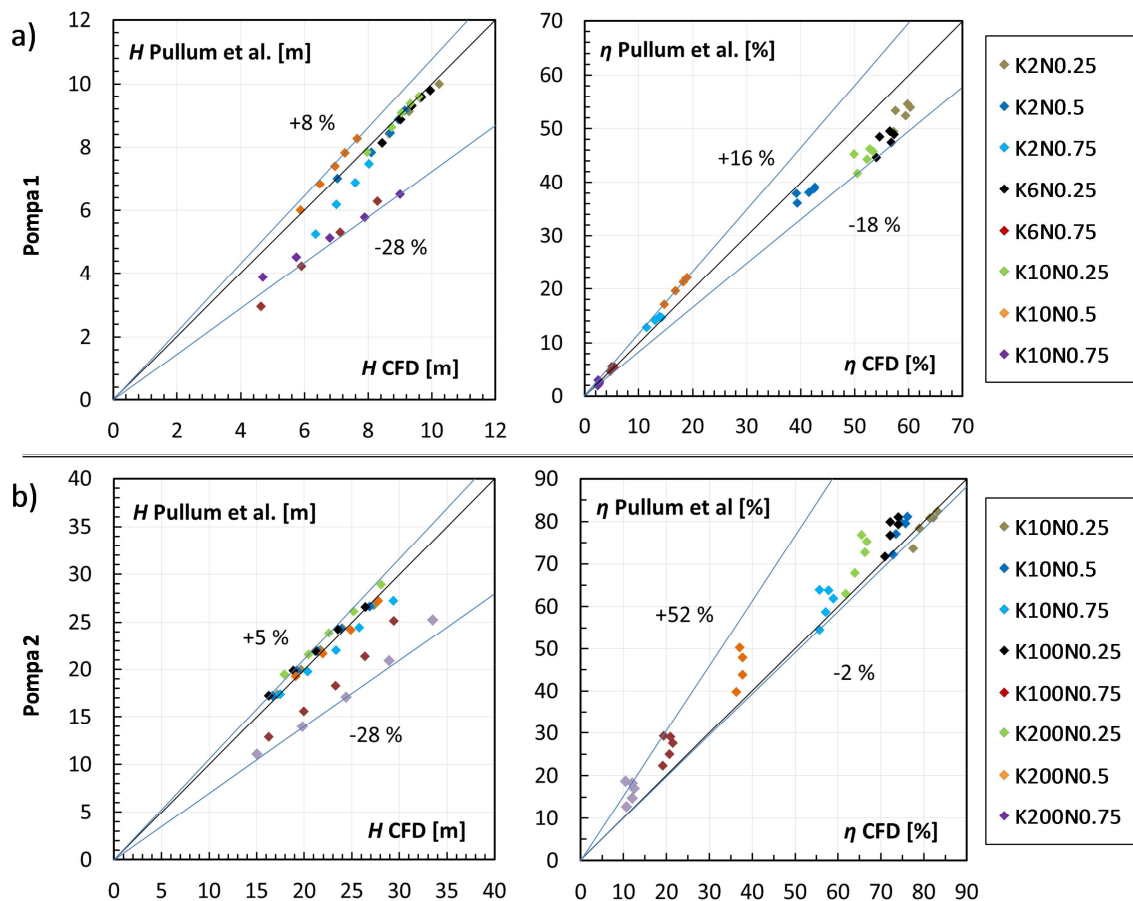 a)
Pompa 1
H Pullum et al. [m]
12
10
8
6
4
2
0
+8 %
-28 %
H CFD [m]
0 2 4 6 8 10 12
η Pullum et al. [%]
70
60
50
40
30
20
10
0
+16 %
-18 %
η CFD [%]
0 10 20 30 40 50 60 70
K2N0.25
K2N0.5
K2N0.75
K6N0.25
K6N0.75
K10N0.25
K10N0.5
K10N0.75
b)
Pompa 2
H Pullum et al. [m]
40
35
30
25
20
15
10
5
0
+5 %
-28 %
H CFD [m]
0 5 10 15 20 25 30 35 40
η Pullum et al [%]
90
80
70
60
50
40
30
20
10
0
+52 %
-2 %
η CFD [%]
0 10 20 30 40 50 60 70 80 90
K10N0.25
K10N0.5
K10N0.75
K100N0.25
K100N0.75
K200N0.25
K200N0.5
K200N0.75